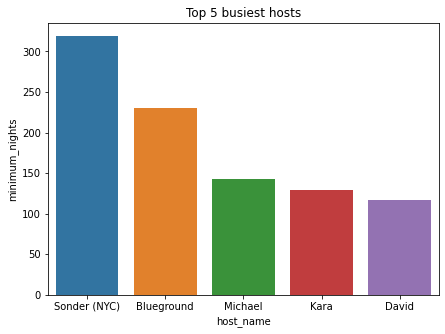 Top 5 busiest hosts
minimum_nights
300
250
200
150
100
50
0
Sonder (NYC) Blueground Michael Kara David
host_name